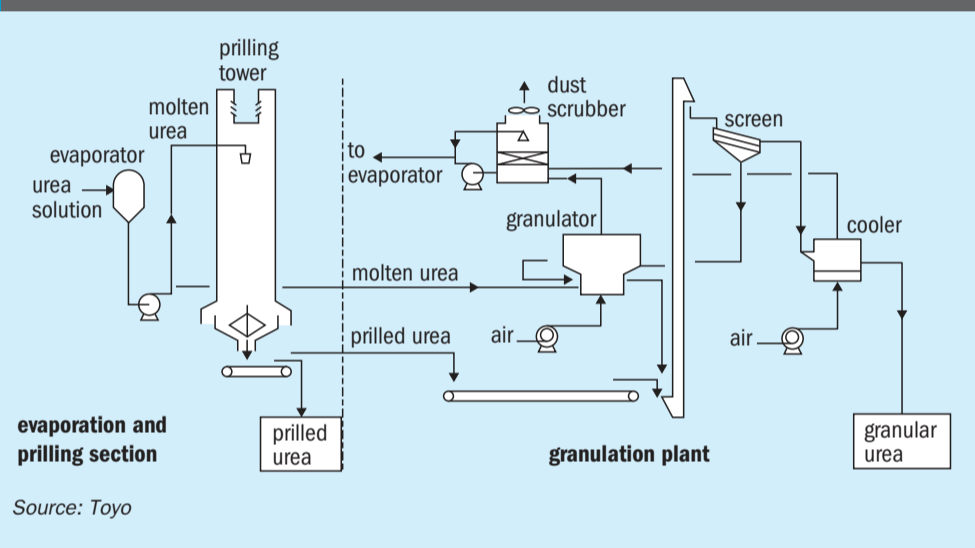 prilling
tower
molten
urea
evaporator
urea
solution
dust
scrubber
screen
to
evaporator
granulator
cooler
molten urea
prilled urea
air
air
evaporation and
prilling section
prilled
urea
granulation plant
granular
urea
Source: Toyo